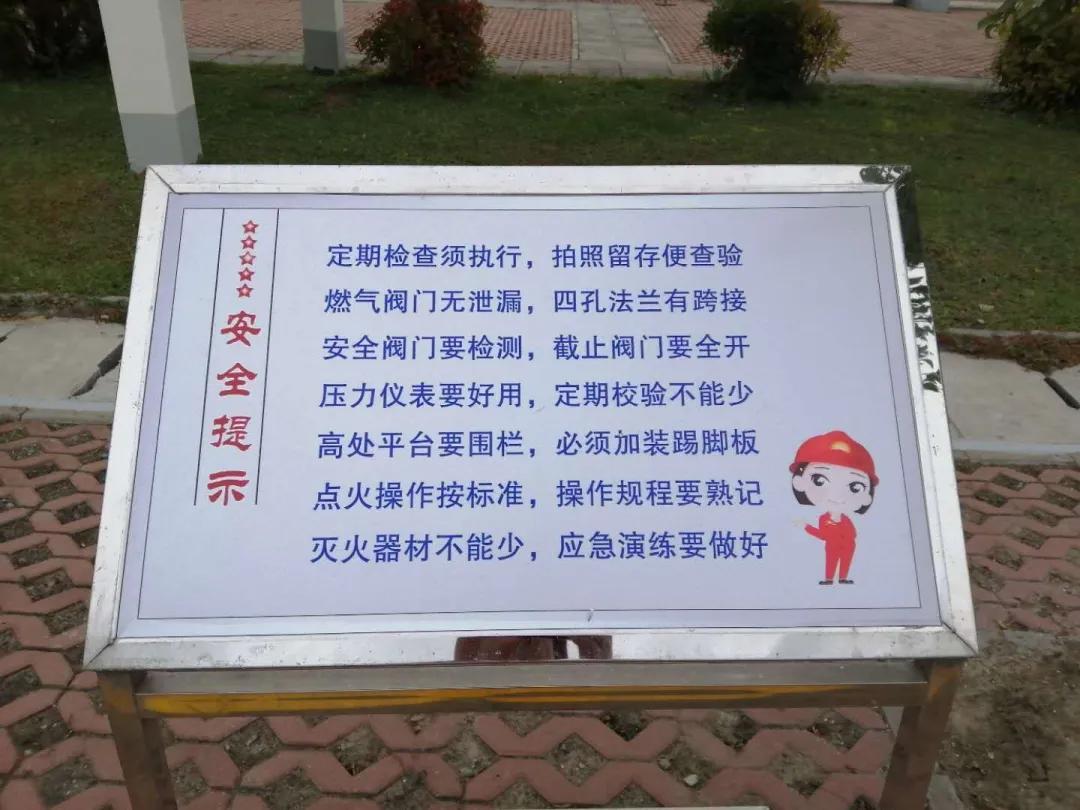 安全提示
定期检查须执行，拍照留存便查验
燃气阀门无泄漏，四孔法兰有跨接
安全阀门要检测，截止阀门要全开
压力仪表要好用，定期校验不能少
高处平台要围栏，必须加装踢脚板
点火操作按标准，操作规程要熟记
灭火器材不能少，应急演练要做好